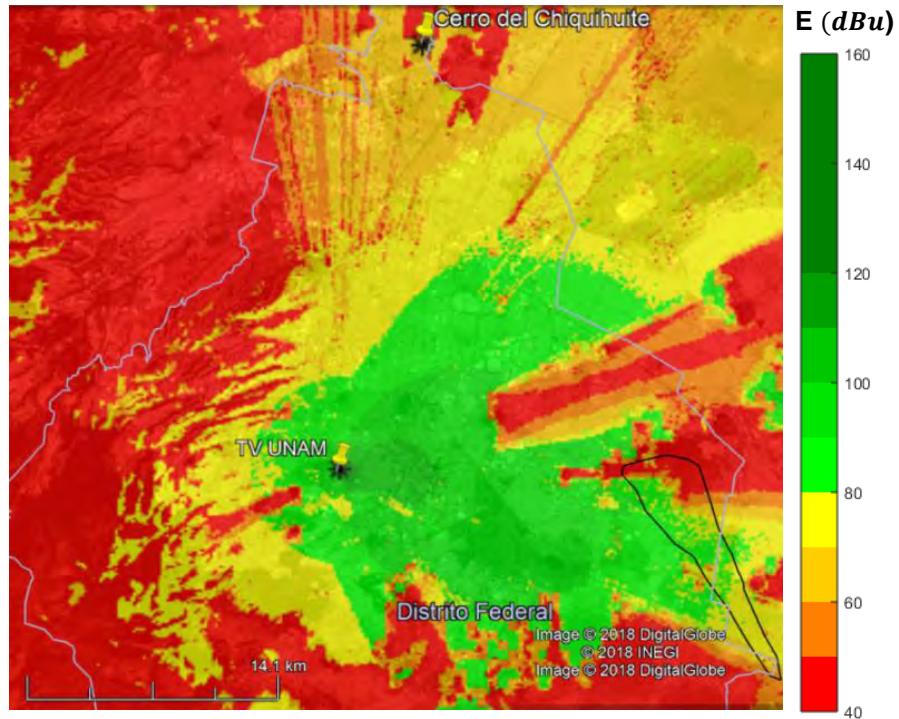 Cerro del Chiquihuite
E (dBu)
160
140
120
100
80
60
40
TV UNAM
Distrito Federal
Image © 2018 DigitalGlobe
© 2018 INEGI
Image © 2018 DigitalGlobe
14.1 km